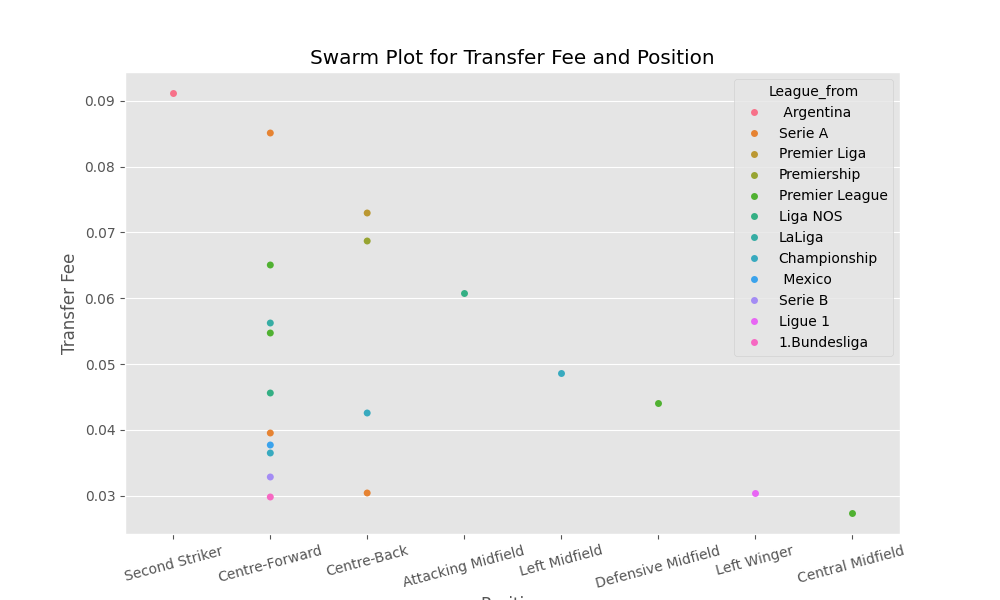 Swarm Plot for Transfer Fee and Position
Transfer Fee
0.09
0.08
0.07
0.06
0.05
0.04
0.03
League_from
Argentina
Serie A
Premier Liga
Premiership
Premier League
Liga NOS
LaLiga
Championship
Mexico
Serie B
Ligue 1
1.Bundesliga
Second Striker
Centre-Forward
Centre-Back
Attacking Midfield
Left Midfield
Defensive Midfield
Left Winger
Central Midfield